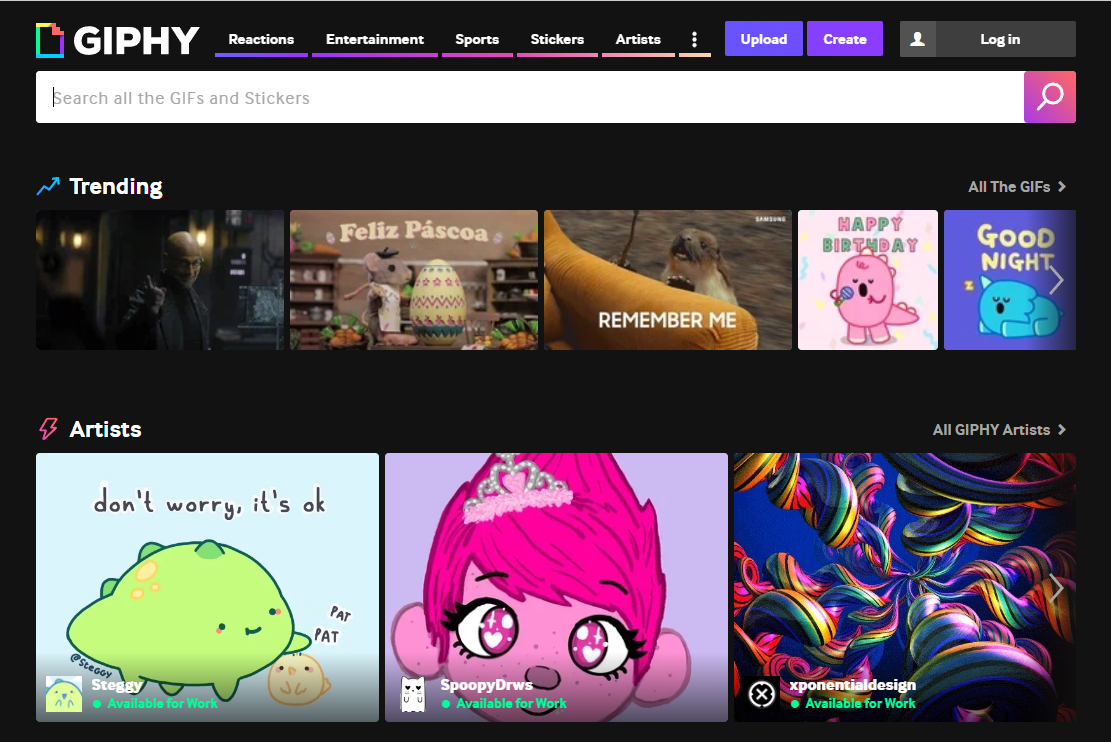 GIPHY
Reactions
Entertainment
Sports
Stickers
Artists
Upload
Create
Log in
Search all the GIFs and Stickers
Trending
All The GIFs
Feliz Páscoa
SAMSUNG
REMEMBER ME
HAPPY
BIRTHDAY
GOOD
NIGHT
Z
Artists
All GIPHY Artists
don't worry, it's ok
PAT
PAT
@Steggy
Steggy
Available for Work
SpoopyDrws
Available for Work
xponentialdesign
Available for Work